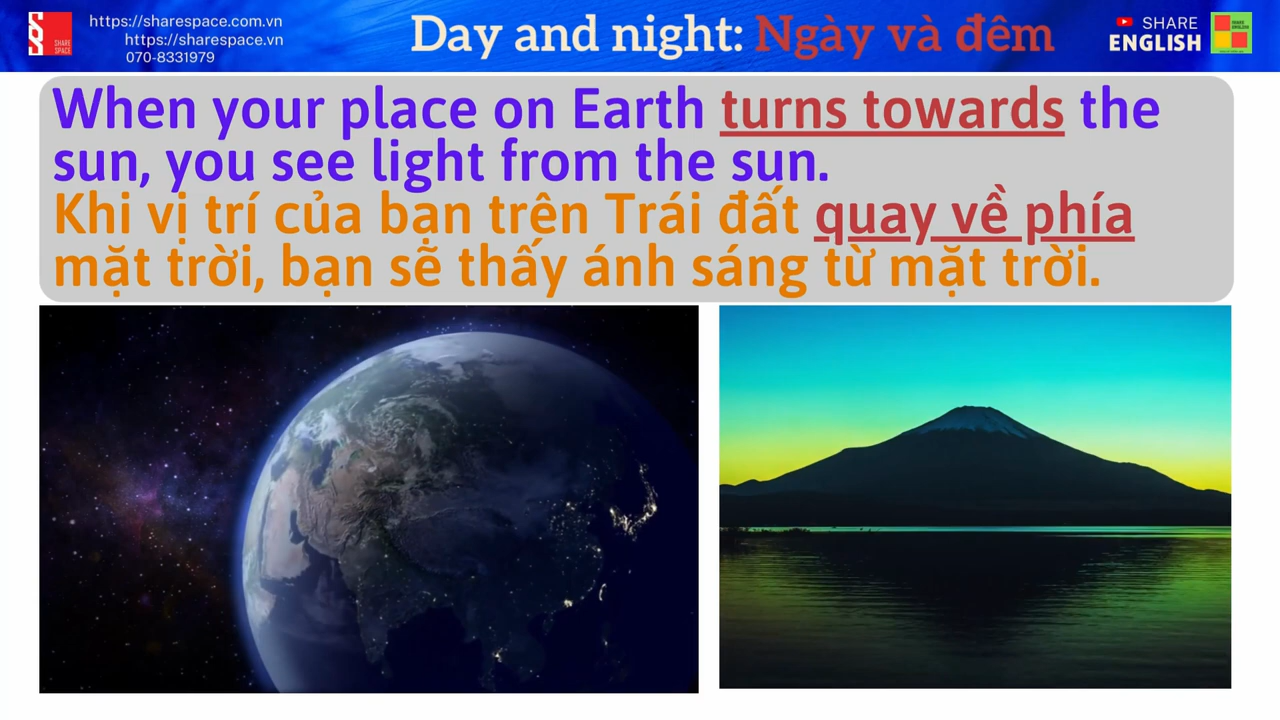 https://sharespace.com.vn
https://sharespace.vn
070-8331979
SHARE
SPACE
Day and night: Ngày và đêm
SHARE
ENGLISH
When your place on Earth turns towards the
sun, you see light from the sun.
Khi vị trí của bạn trên Trái đất quay về phía
mặt trời, bạn sẽ thấy ánh sáng từ mặt trời.